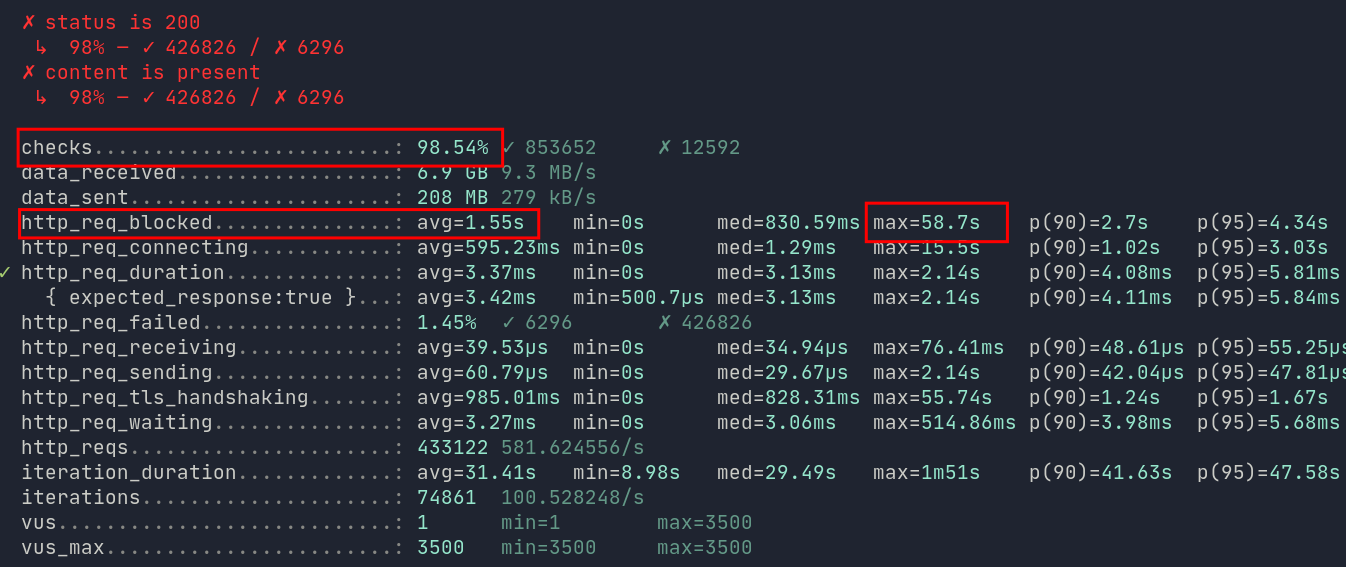 ✗ status is 200
↳ 98% — ✓ 426826 / ✗ 6296
✗ content is present
↳ 98% — ✓ 426826 / ✗ 6296
checks.........................: 98.54% ✓ 853652 ✗ 12592
data_received..................: 6.9 GB 9.3 MB/s
data_sent......................: 208 MB 279 kB/s
http_req_blocked...............: avg=1.55s min=0s med=830.59ms max=58.7s p(90)=2.7s p(95)=4.34s
http_req_connecting............: avg=595.23ms min=0s med=1.29ms max=15.5s p(90)=1.02s p(95)=3.03s
✓ http_req_duration..............: avg=3.37ms min=0s med=3.13ms max=2.14s p(90)=4.08ms p(95)=5.81ms
{ expected_response:true }...: avg=3.42ms min=500.7µs med=3.13ms max=2.14s p(90)=4.11ms p(95)=5.84ms
http_req_failed................: 1.45% ✓ 6296 ✗ 426826
http_req_receiving.............: avg=39.53µs min=0s med=34.94µs max=76.41ms p(90)=48.61µs p(95)=55.25µs
http_req_sending...............: avg=60.79µs min=0s med=29.67µs max=2.14s p(90)=42.04µs p(95)=47.81µs
http_req_tls_handshaking.......: avg=985.01ms min=0s med=828.31ms max=55.74s p(90)=1.24s p(95)=1.67s
http_req_waiting...............: avg=3.27ms min=0s med=3.06ms max=514.86ms p(90)=3.98ms p(95)=5.68ms
http_reqs......................: 433122 581.624556/s
iteration_duration.............: avg=31.41s min=8.98s med=29.49s max=1m51s p(90)=41.63s p(95)=47.58s
iterations.....................: 74861 100.528248/s
vus............................: 1 min=1 max=3500
vus_max........................: 3500 min=3500 max=3500